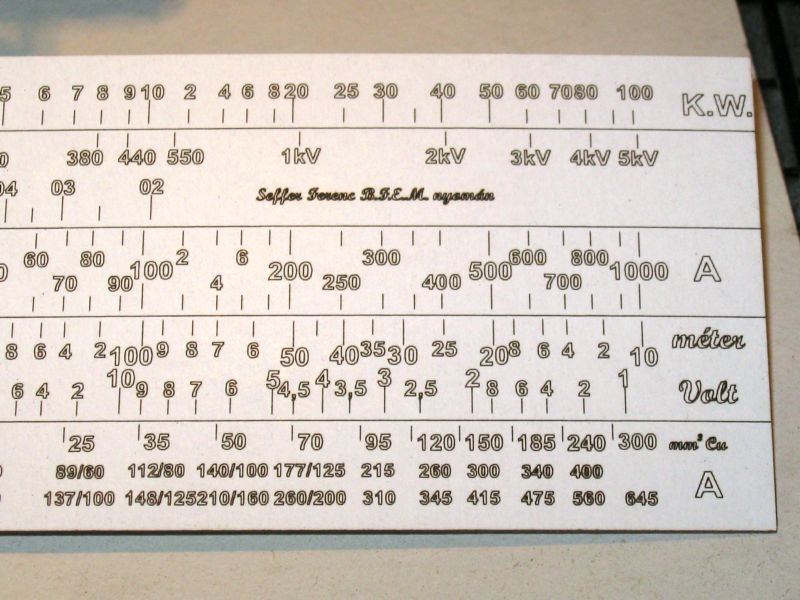 5 6 7 8 9 10 2 4 6 8 20 25 30 40 50 60 70 80 100 K.W.
380 440 550 1kV 2kV 3kV 4kV 5kV
04 03 02
Seffer Ferenc B.F.E.M. nyomán
60 80 2 6 300 600 800
100 200 500 1000 A
70 90 4 250 400 700
8 6 4 2 100 9 8 7 6 50 40 35 30 25 20 8 6 4 2 10 méter
6 4 2 10 9 8 7 6 5 4,5 4 3,5 3 2,5 2 8 6 4 2 1 Volt
25 35 50 70 95 120 150 185 240 300 mm² Cu
89/60 112/80 140/100 177/125 215 260 300 340 400
137/100 148/125 210/160 260/200 310 345 415 475 560 645 A